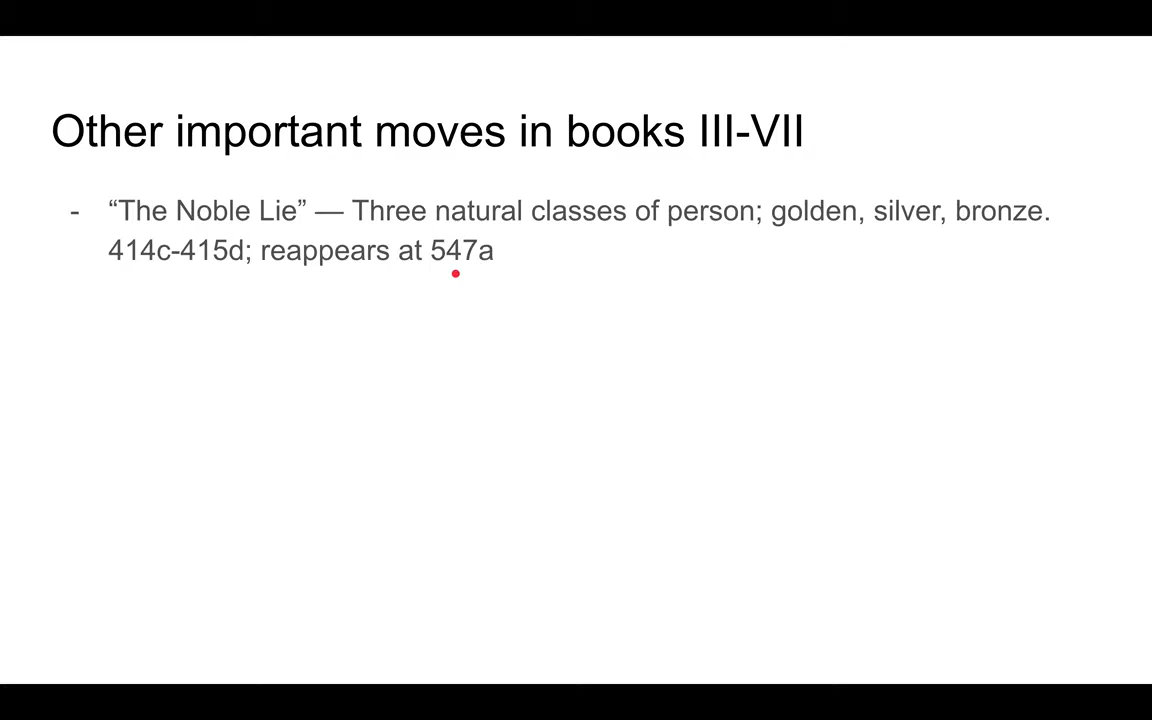 Other important moves in books III-VII
- “The Noble Lie” — Three natural classes of person; golden, silver, bronze.
414c-415d; reappears at 547a